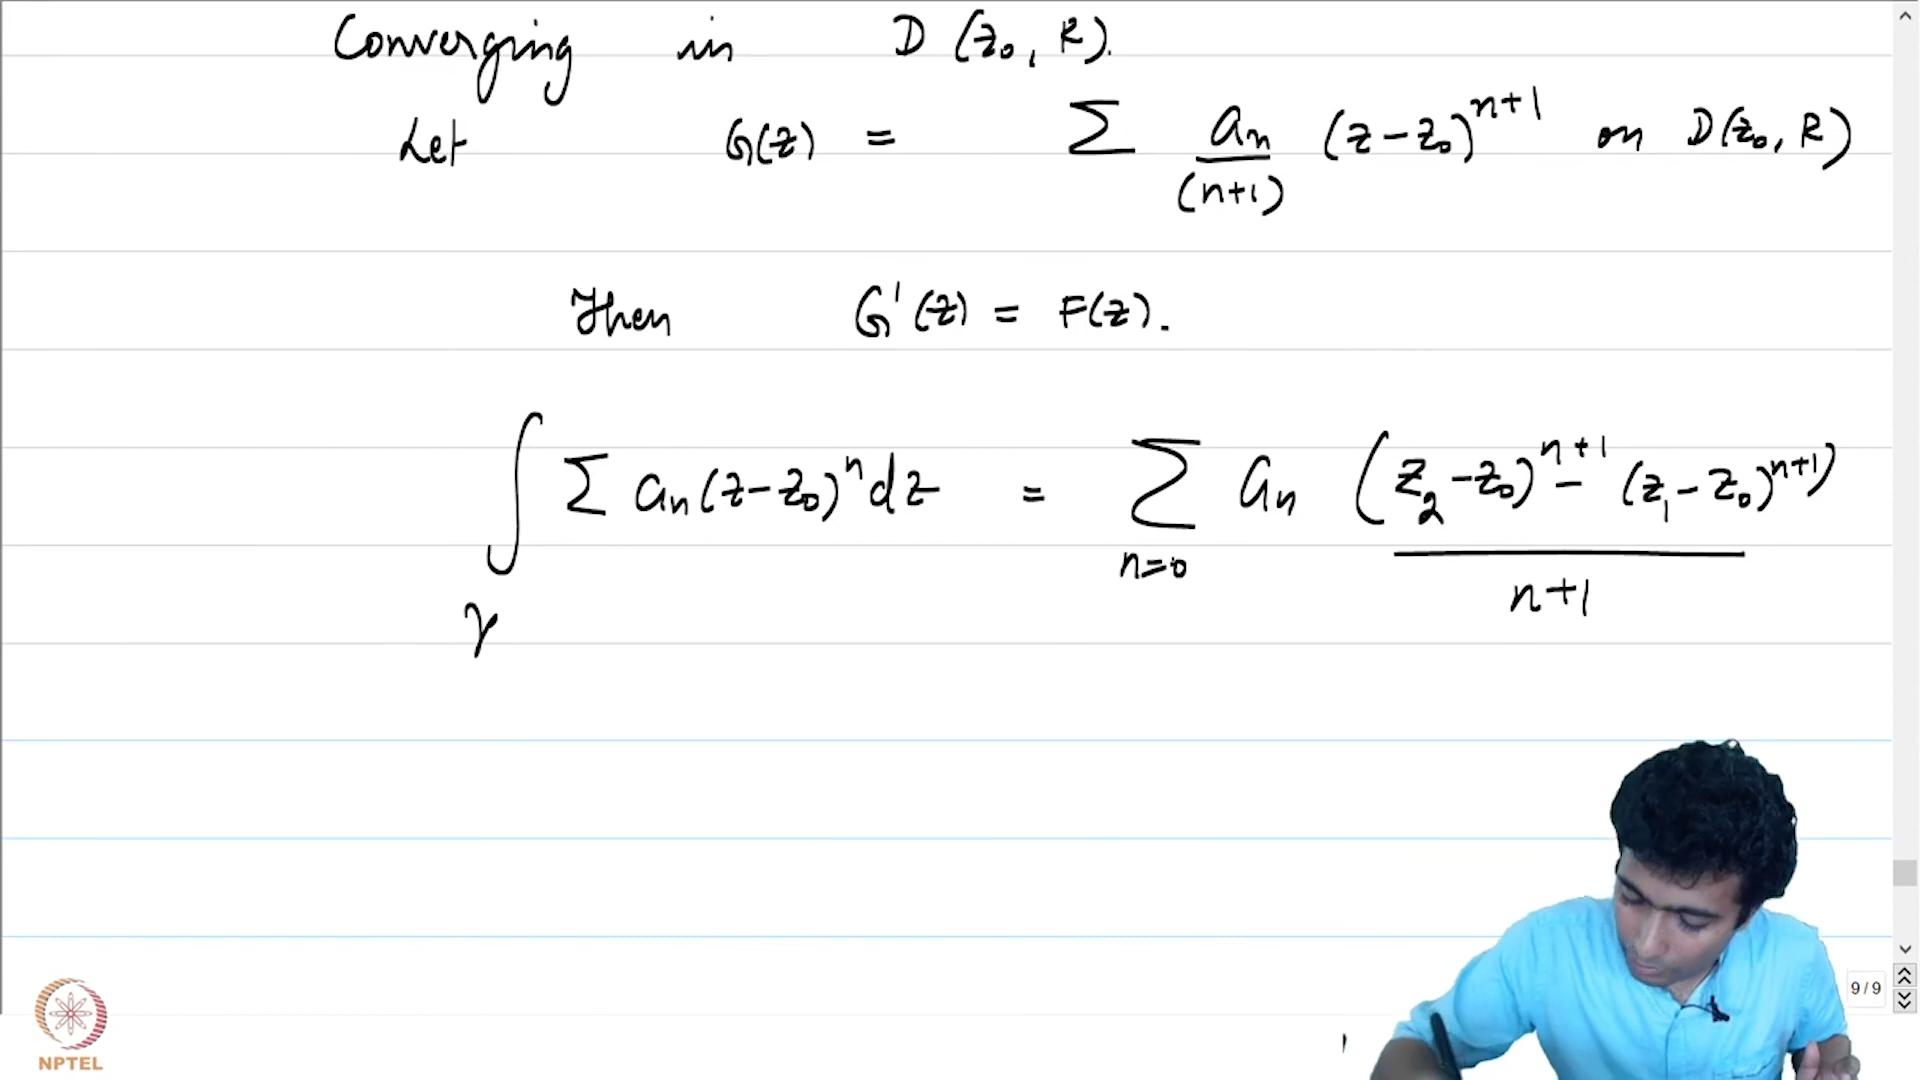 Converging in D (z₀, R).
Let G(z) = Σ aₙ/(n+1) (z-z₀)ⁿ⁺¹ on D(z₀, R)
Then G'(z) = F(z).
∫_γ Σ aₙ(z-z₀)ⁿ dz = Σ_{n=0} aₙ ((z₂-z₀)ⁿ⁺¹ - (z₁-z₀)ⁿ⁺¹)/n+1
9 / 9
NPTEL